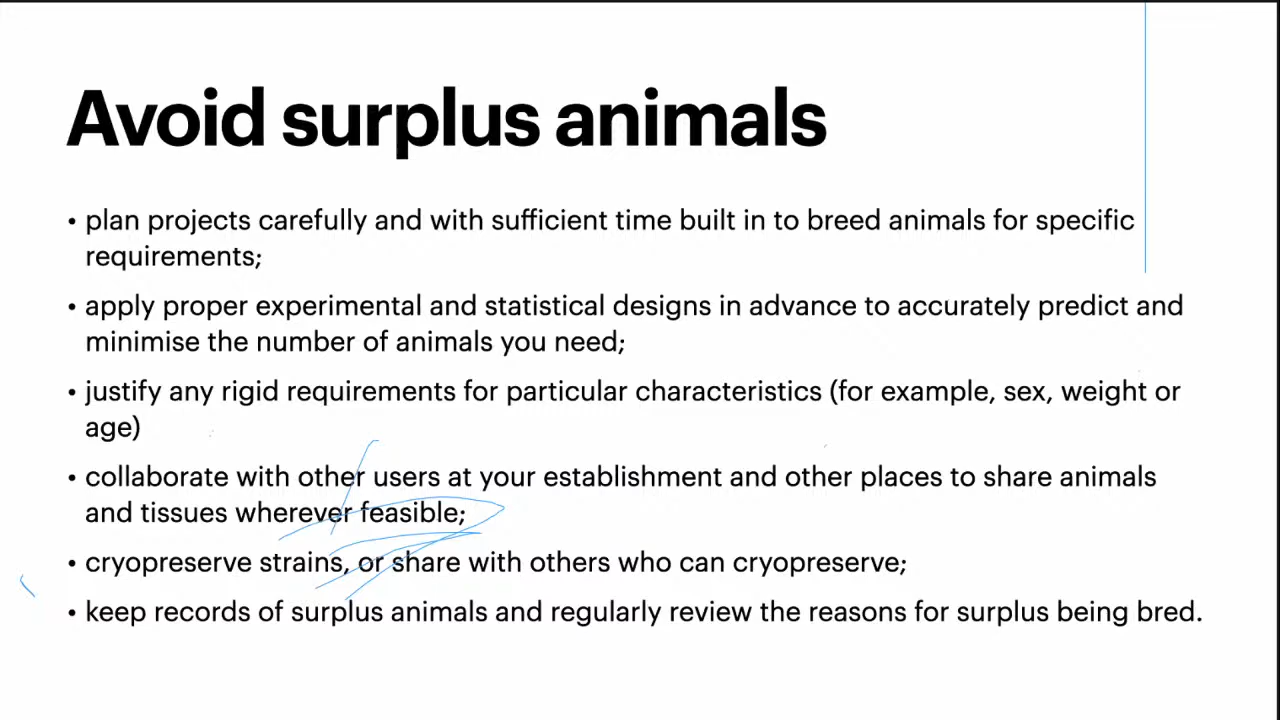 Avoid surplus animals
• plan projects carefully and with sufficient time built in to breed animals for specific
requirements;
• apply proper experimental and statistical designs in advance to accurately predict and
minimise the number of animals you need;
• justify any rigid requirements for particular characteristics (for example, sex, weight or
age)
• collaborate with other users at your establishment and other places to share animals
and tissues wherever feasible;
• cryopreserve strains, or share with others who can cryopreserve;
• keep records of surplus animals and regularly review the reasons for surplus being bred.